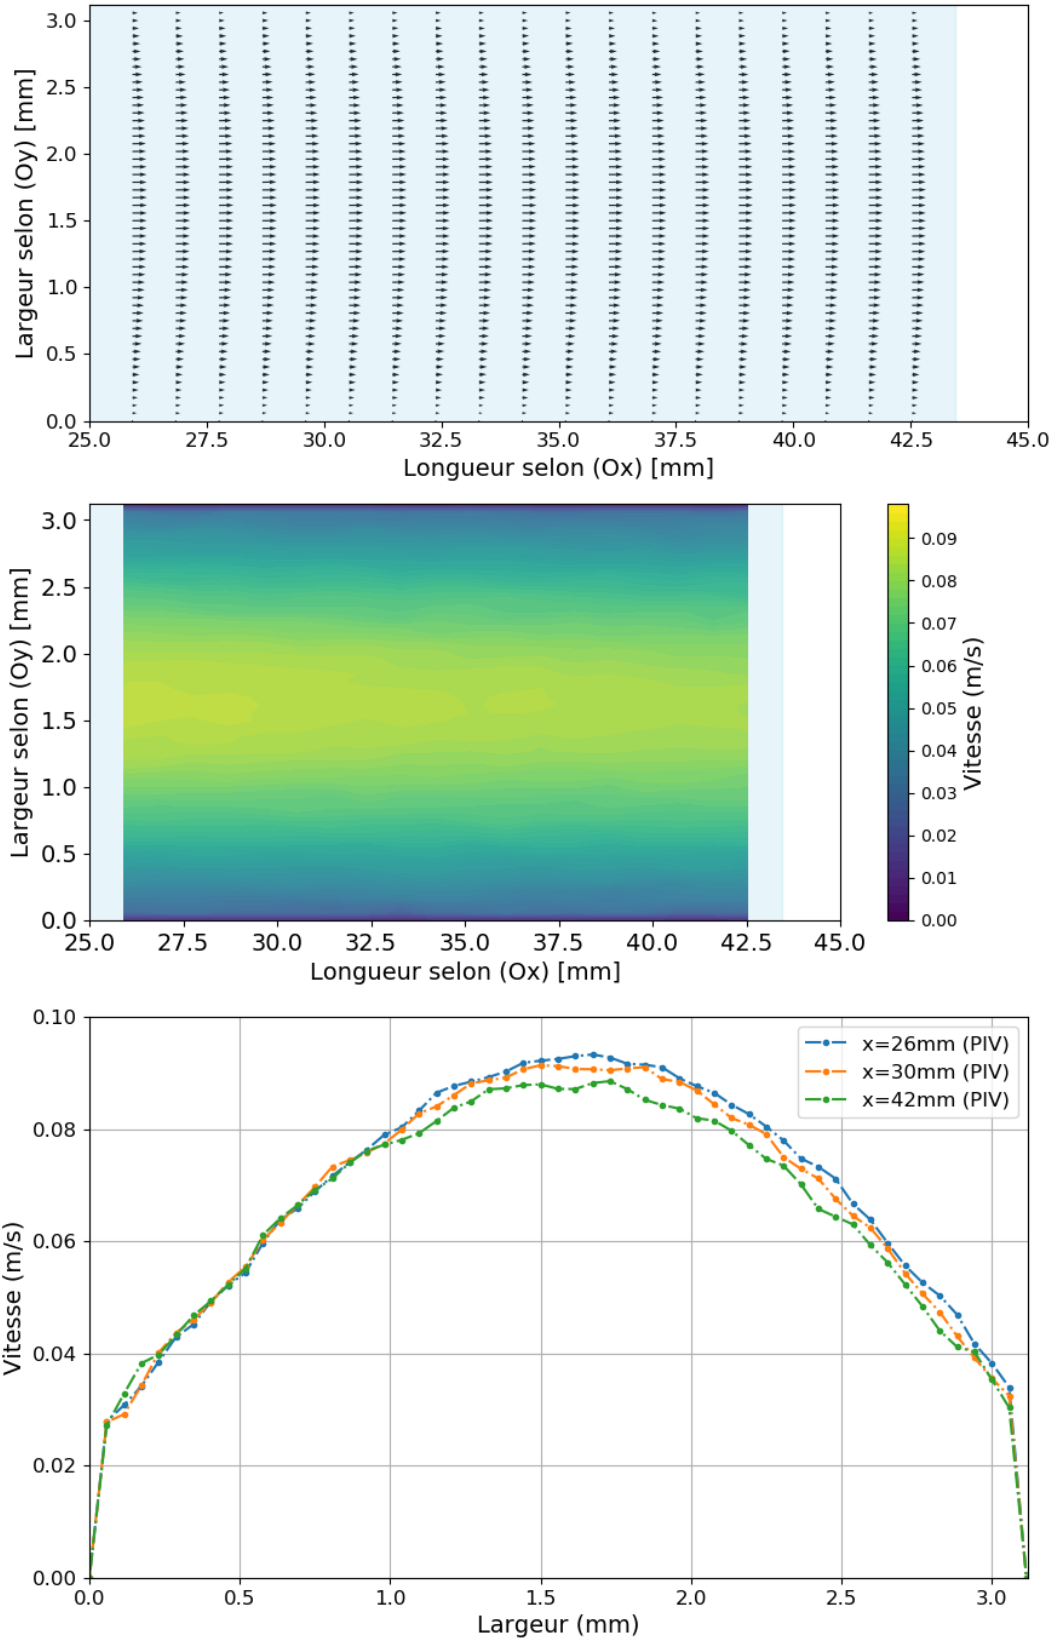 Largeur selon (Oy) [mm]
3.0
2.5
2.0
1.5
1.0
0.5
0.0
25.0 27.5 30.0 32.5 35.0 37.5 40.0 42.5 45.0
Longueur selon (Ox) [mm]
Largeur selon (Oy) [mm]
3.0
2.5
2.0
1.5
1.0
0.5
0.0
25.0 27.5 30.0 32.5 35.0 37.5 40.0 42.5 45.0
Longueur selon (Ox) [mm]
0.09
0.08
0.07
0.06
0.05
0.04
0.03
0.02
0.01
0.00
Vitesse (m/s)
Vitesse (m/s)
0.10
0.08
0.06
0.04
0.02
0.00
x=26mm (PIV)
x=30mm (PIV)
x=42mm (PIV)
0.0 0.5 1.0 1.5 2.0 2.5 3.0
Largeur (mm)